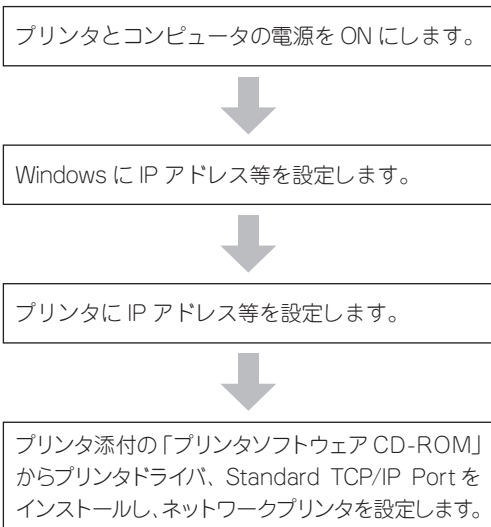 プリンタとコンピュータの電源を ON にします。
Windows に IP アドレス等を設定します。
プリンタに IP アドレス等を設定します。
プリンタ添付の「プリンタソフトウェア CD-ROM」
からプリンタドライバ、Standard TCP/IP Port を
インストールし、ネットワークプリンタを設定します。